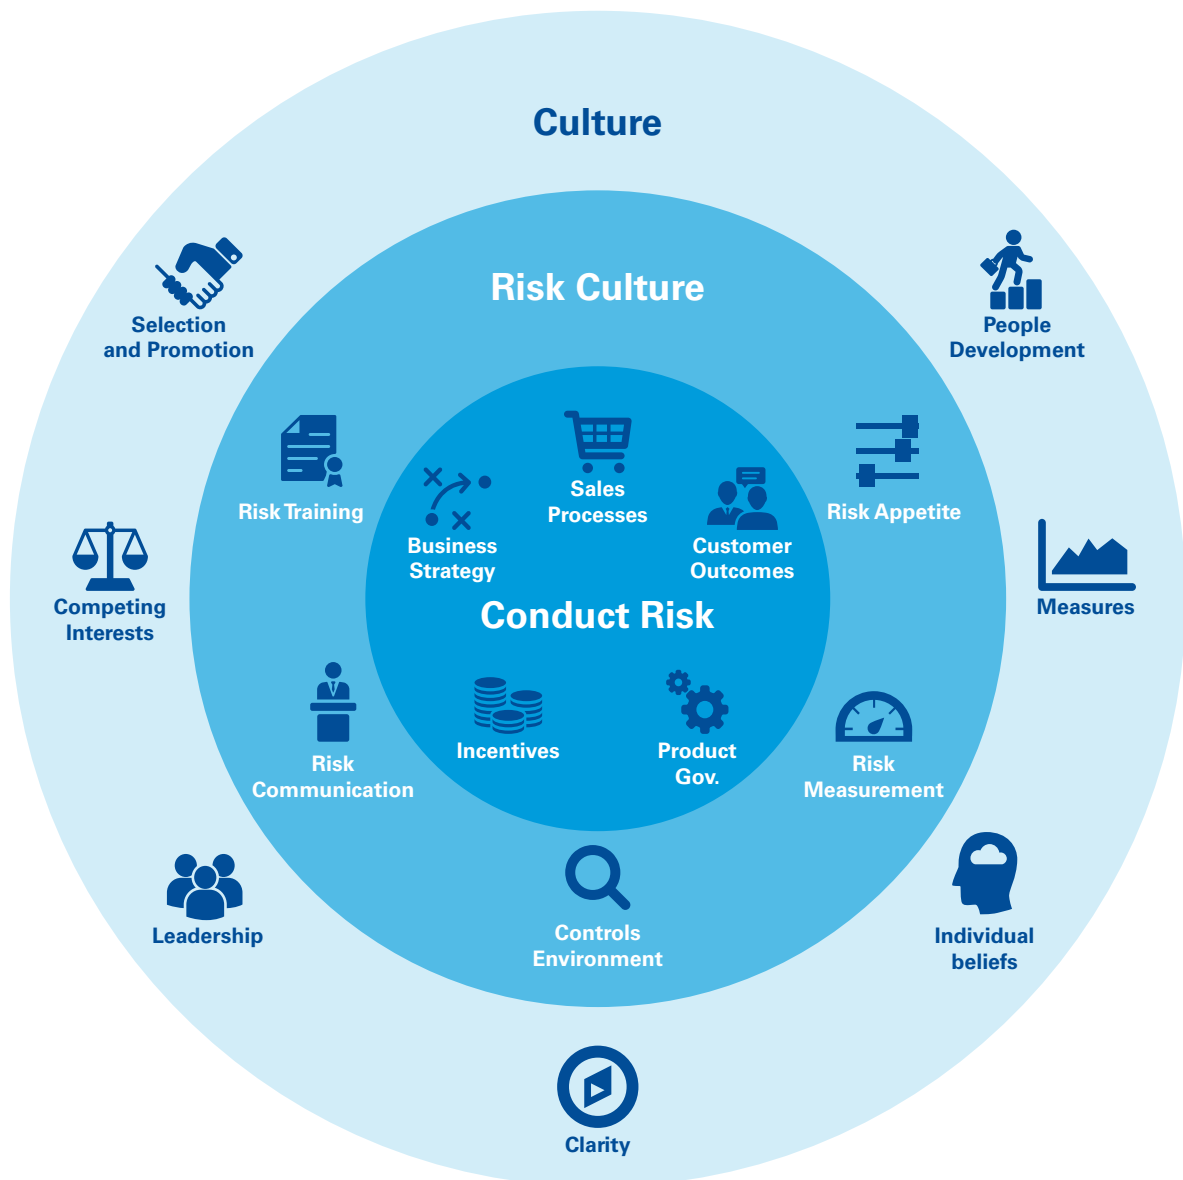 Culture
Selection
and Promotion
People
Development
Competing
Interests
Measures
Leadership
Individual
beliefs
Clarity
Risk Culture
Risk Training
Risk Appetite
Risk
Communication
Risk
Measurement
Controls
Environment
Sales
Processes
Business
Strategy
Customer
Outcomes
Conduct Risk
Incentives
Product
Gov.